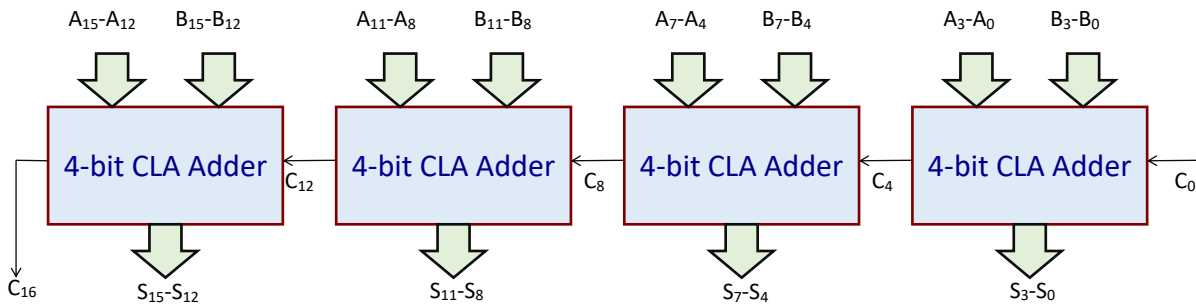 A₁₅-A₁₂ B₁₅-B₁₂ A₁₁-A₈ B₁₁-B₈ A₇-A₄ B₇-B₄ A₃-A₀ B₃-B₀
4-bit CLA Adder 4-bit CLA Adder 4-bit CLA Adder 4-bit CLA Adder
C₁₂ C₈ C₄ C₀
C₁₆ S₁₅-S₁₂ S₁₁-S₈ S₇-S₄ S₃-S₀